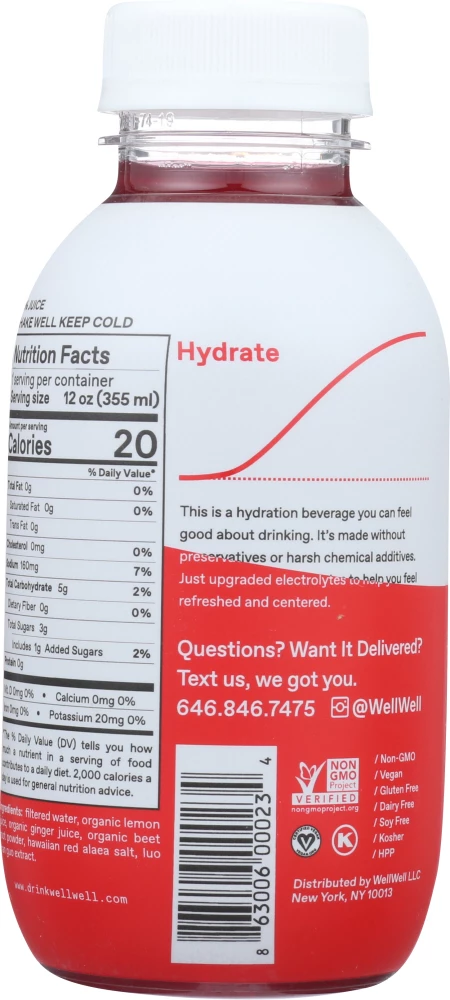 JUICE
SHAKE WELL KEEP COLD
Nutrition Facts
serving per container
Serving size 12 oz (355 ml)
Amount per serving
Calories 20
% Daily Value*
Total Fat 0g 0%
Saturated Fat 0g 0%
Trans Fat 0g
Cholesterol 0mg 0%
Sodium 160mg 7%
Total Carbohydrate 5g 2%
Dietary Fiber 0g 0%
Total Sugars 3g
Includes 1g Added Sugars 2%
Protein 0g
Vit. D 0mg 0% • Calcium 0mg 0%
Iron 0mg 0% • Potassium 20mg 0%
*The % Daily Value (DV) tells you how
much a nutrient in a serving of food
contributes to a daily diet. 2,000 calories a
day is used for general nutrition advice.
Ingredients: filtered water, organic lemon
juice, organic ginger juice, organic beet
powder, hawaiian red alaea salt, luo
guo extract.
www.drinkwellwell.com
Hydrate
This is a hydration beverage you can feel
good about drinking. It's made without
preservatives or harsh chemical additives.
Just upgraded electrolytes to help you feel
refreshed and centered.
Questions? Want It Delivered?
Text us, we got you.
646.846.7475 @WellWell
8 63006 00023 4
NON
GMO
Project
VERIFIED
nongmoproject.org
K
/ Non-GMO
/ Vegan
/ Gluten Free
/ Dairy Free
/ Soy Free
/ Kosher
/ HPP
Distributed by WellWell LLC
New York, NY 10013